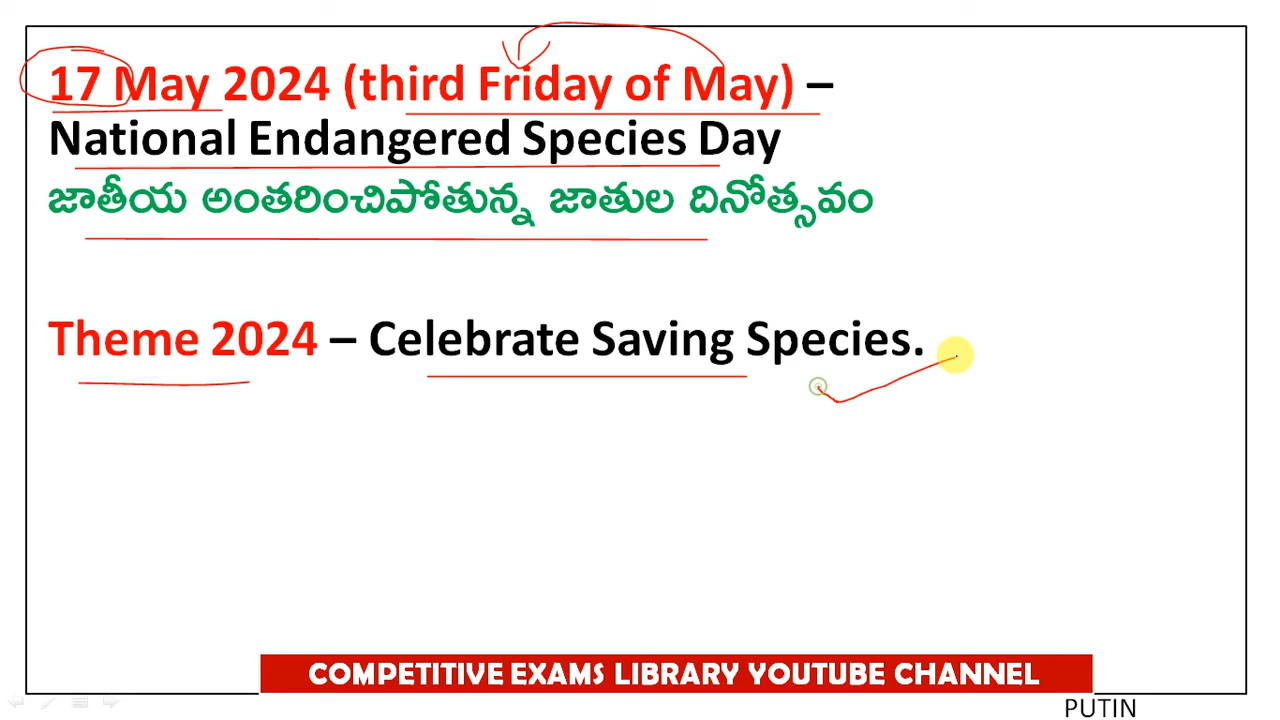 17 May 2024 (third Friday of May) –
National Endangered Species Day
జాతీయ అంతరించిపోతున్న జాతుల దినోత్సవం
Theme 2024 – Celebrate Saving Species.
COMPETITIVE EXAMS LIBRARY YOUTUBE CHANNEL
PUTIN